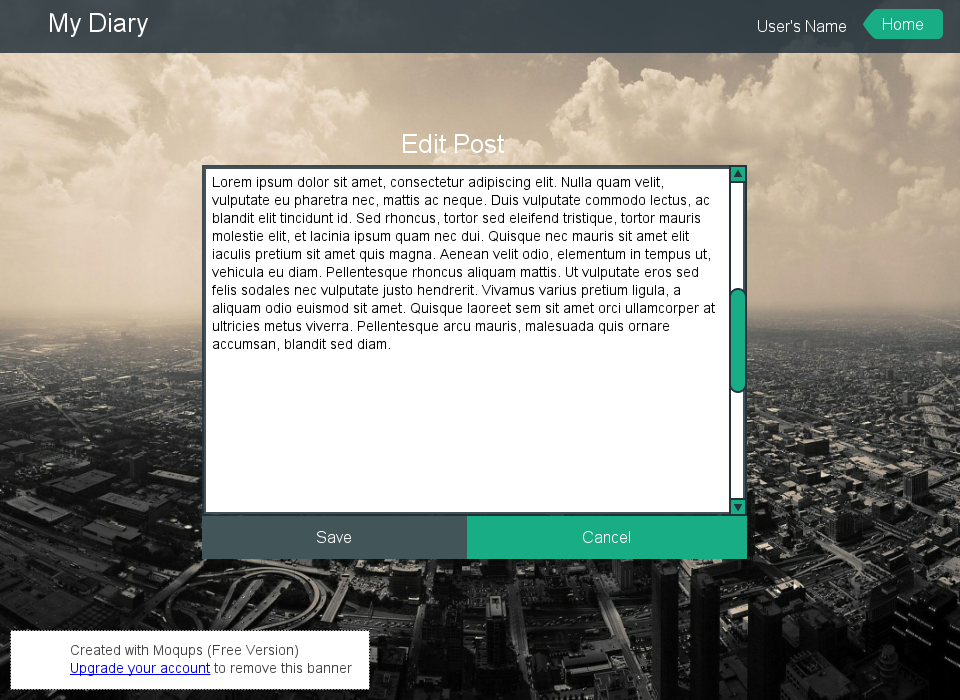 My Diary
User's Name
Home
Edit Post
Lorem ipsum dolor sit amet, consectetur adipiscing elit. Nulla quam velit,
vulputate eu pharetra nec, mattis ac neque. Duis vulputate commodo lectus, ac
blandit elit tincidunt id. Sed rhoncus, tortor sed eleifend tristique, tortor mauris
molestie elit, et lacinia ipsum quam nec dui. Quisque nec mauris sit amet elit
iaculis pretium sit amet quis magna. Aenean velit odio, elementum in tempus ut,
vehicula eu diam. Pellentesque rhoncus aliquam mattis. Ut vulputate eros sed
felis sodales nec vulputate justo hendrerit. Vivamus varius pretium ligula, a
aliquam odio euismod sit amet. Quisque laoreet sem sit amet orci ullamcorper at
ultricies metus viverra. Pellentesque arcu mauris, malesuada quis ornare
accumsan, blandit sed diam.
Save
Cancel
Created with Moqups (Free Version)
Upgrade your account to remove this banner